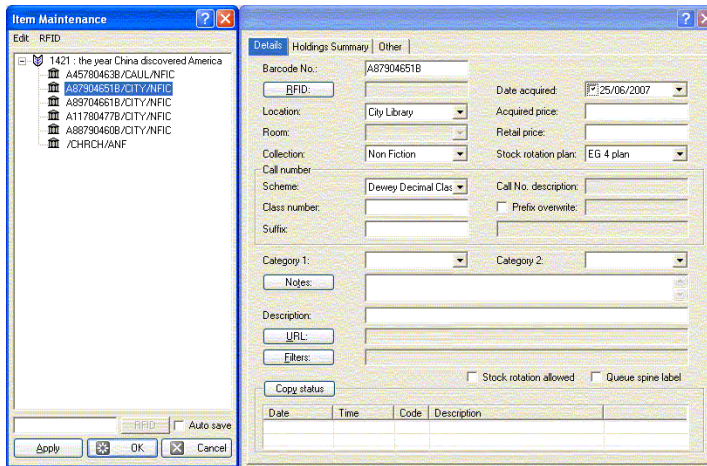 Item Maintenance
Edit RFID
1421 : the year China discovered America
A45780463B/CAUL/NFIC
A87904651B/CITY/NFIC
A89704661B/CITY/NFIC
A11780477B/CITY/NFIC
A88790460B/CITY/NFIC
/CHRCH/ANF
RFID Auto save
Apply OK Cancel
Details Holdings Summary Other
Barcode No.: A87904651B
RFID: Date acquired: 25/06/2007
Location: City Library Acquired price:
Room: Retail price:
Collection: Non Fiction Stock rotation plan: EG 4 plan
Call number
Scheme: Dewey Decimal Clas Call No. description:
Class number: Prefix overwrite:
Suffix:
Category 1: Category 2:
Notes:
Description:
URL:
Filters:
Stock rotation allowed Queue spine label
Copy status
Date Time Code Description